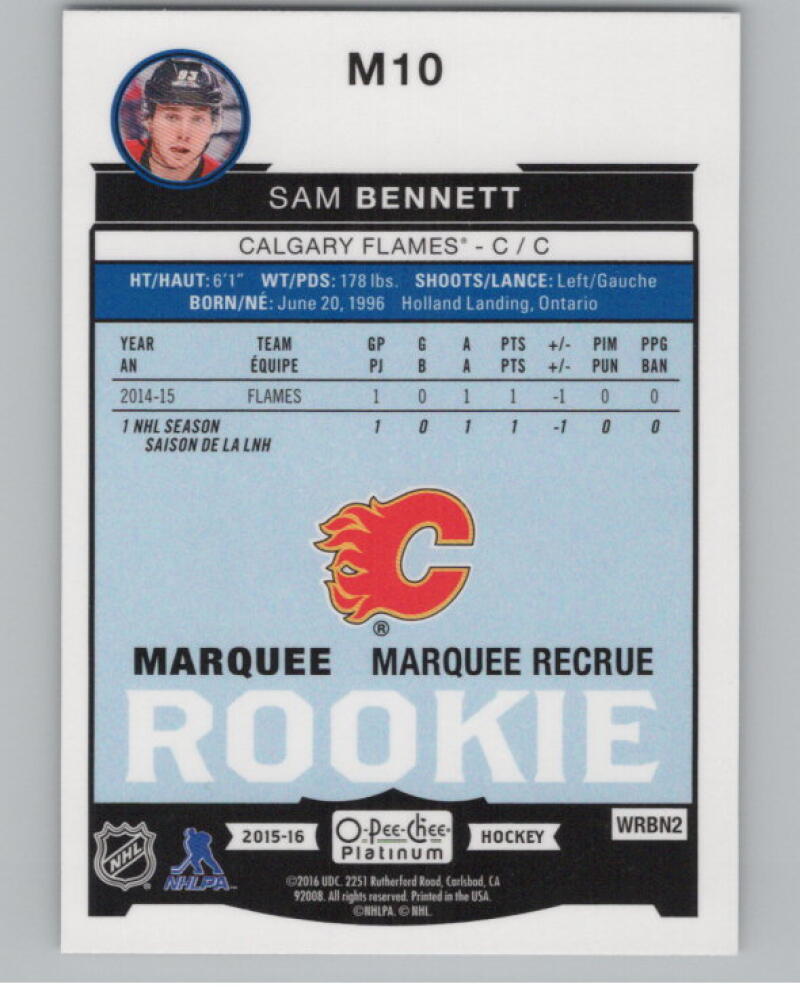 M10
93
SAM BENNETT
CALGARY FLAMES® - C / C
HT/HAUT: 6'1" WT/PDS: 178 lbs. SHOOTS/LANCE: Left/Gauche
BORN/NÉ: June 20, 1996 Holland Landing, Ontario
YEAR TEAM GP G A PTS +/- PIM PPG
AN ÉQUIPE PJ B A PTS +/- PUN BAN
2014-15 FLAMES 1 0 1 1 -1 0 0
1 NHL SEASON 1 0 1 1 -1 0 0
SAISON DE LA LNH
C
®
MARQUEE MARQUEE RECRUE
ROOKIE
WRBN2
NHL NHLPA 2015-16 O-Pee-Chee Platinum HOCKEY
©2016 UDC. 2251 Rutherford Road, Carlsbad, CA
92008. All rights reserved. Printed in the USA.
©NHLPA. © NHL.